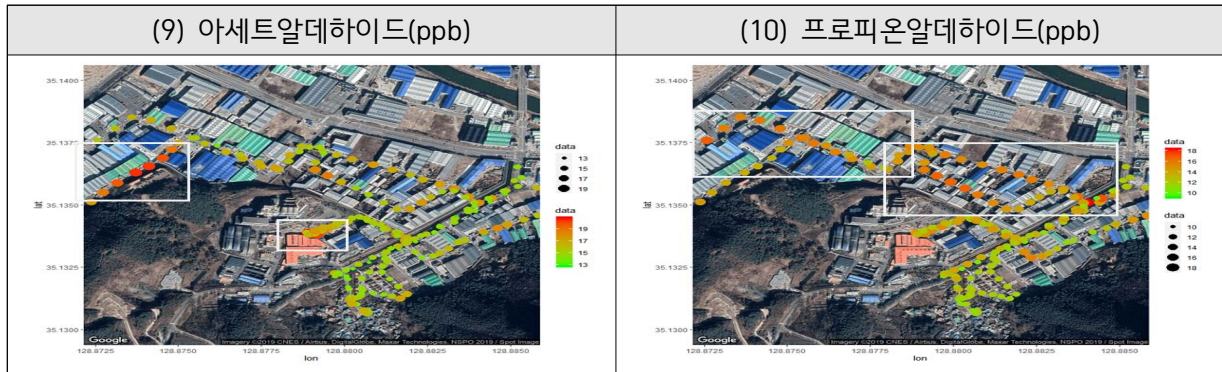 (9) 아세트알데하이드(ppb)
(10) 프로피온알데하이드(ppb)
35.1400
35.1375
35.1350
35.1325
35.1300
lat
128.8725 128.8750 128.8775 128.8800 128.8825 128.8850
lon
Google
Imagery ©2019 CNES / Airbus, DigitalGlobe, Maxar Technologies, NSPO 2019 / Spot Image
data
13
15
17
19
data
19
17
15
13
35.1400
35.1375
35.1350
35.1325
35.1300
lat
128.8725 128.8750 128.8775 128.8800 128.8825 128.8850
lon
Google
Imagery ©2019 CNES / Airbus, DigitalGlobe, Maxar Technologies, NSPO 2019 / Spot Image
data
18
16
14
12
10
data
10
12
14
16
18